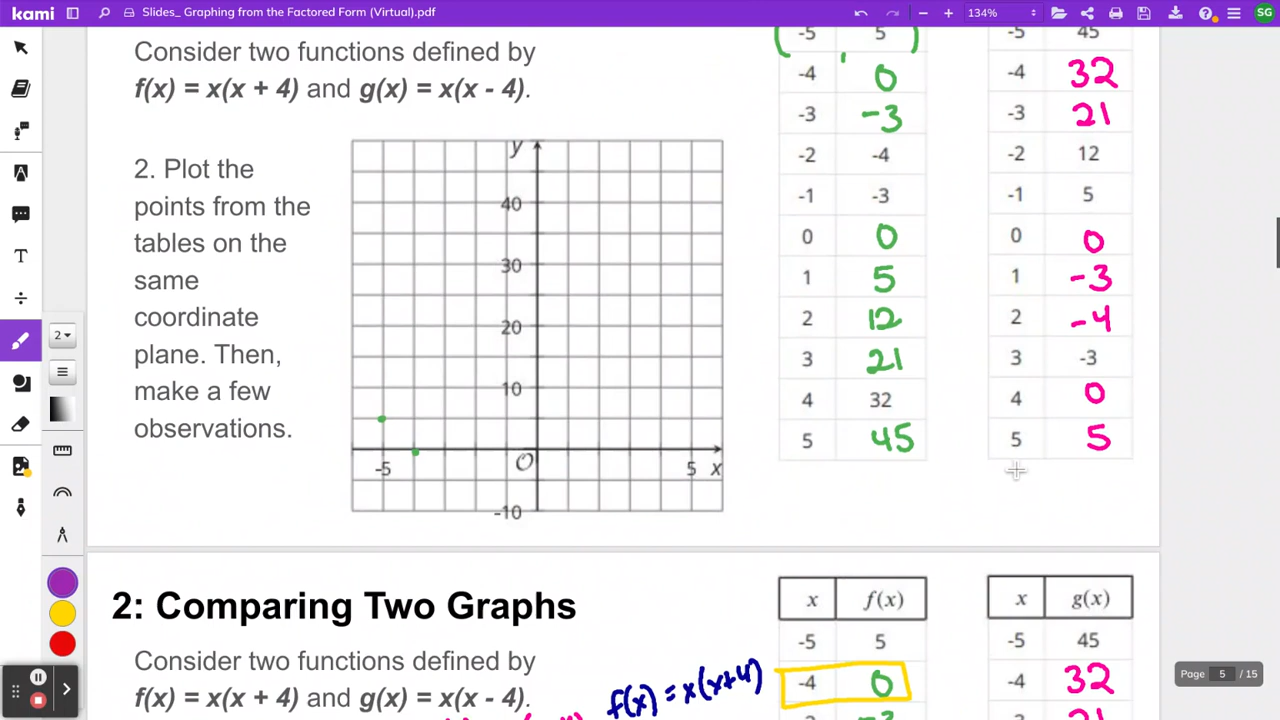 kami Slides_ Graphing from the Factored Form (Virtual).pdf 134% SG
Consider two functions defined by
f(x) = x(x + 4) and g(x) = x(x - 4).
2. Plot the
points from the
tables on the
same
coordinate
plane. Then,
make a few
observations.
y
40
30
20
10
-5 O 5 x
-10
( -5 , 5 )
-4 0
-3 -3
-2 -4
-1 -3
0 0
1 5
2 12
3 21
4 32
5 45
-5 45
-4 32
-3 21
-2 12
-1 5
0 0
1 -3
2 -4
3 -3
4 0
5 5
2
T
2: Comparing Two Graphs
Consider two functions defined by
f(x) = x(x + 4) and g(x) = x(x - 4).
f(x) = x(x+4)
x f(x)
-5 5
-4 0
x g(x)
-5 45
-4 32
21
Page 5 / 15